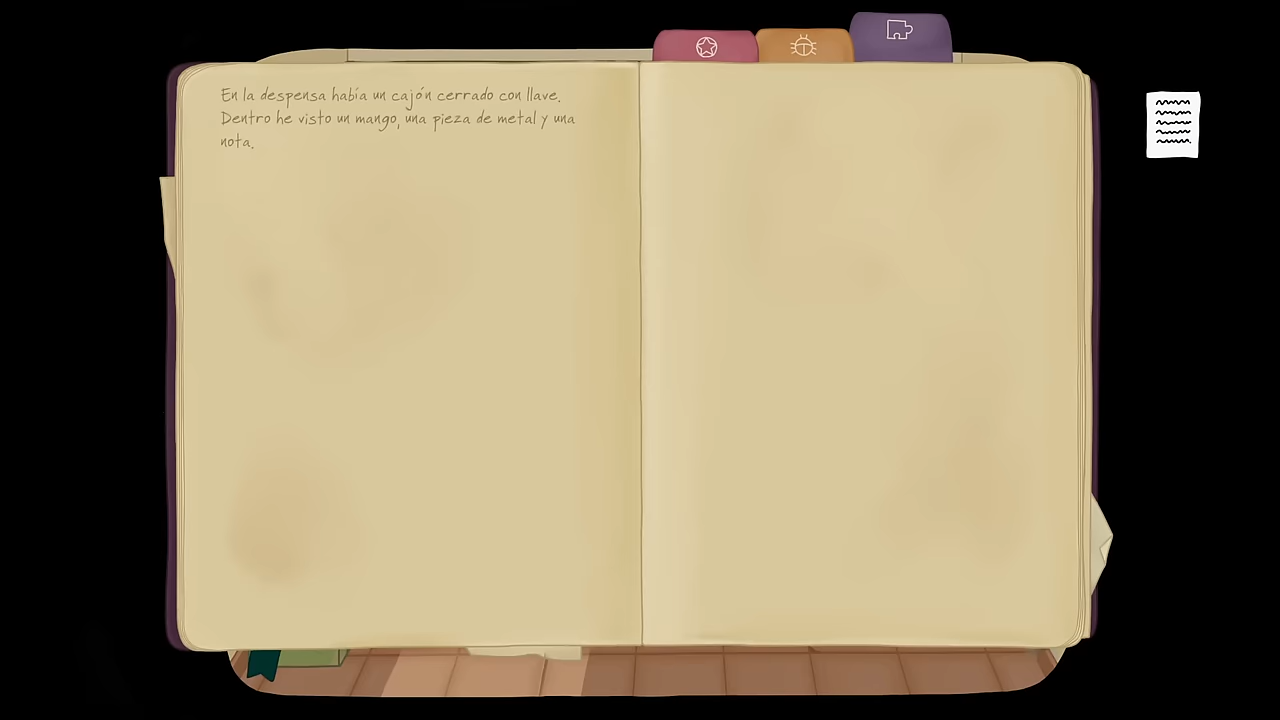 En la despensa había un cajón cerrado con llave.
Dentro he visto un mango, una pieza de metal y una
nota.